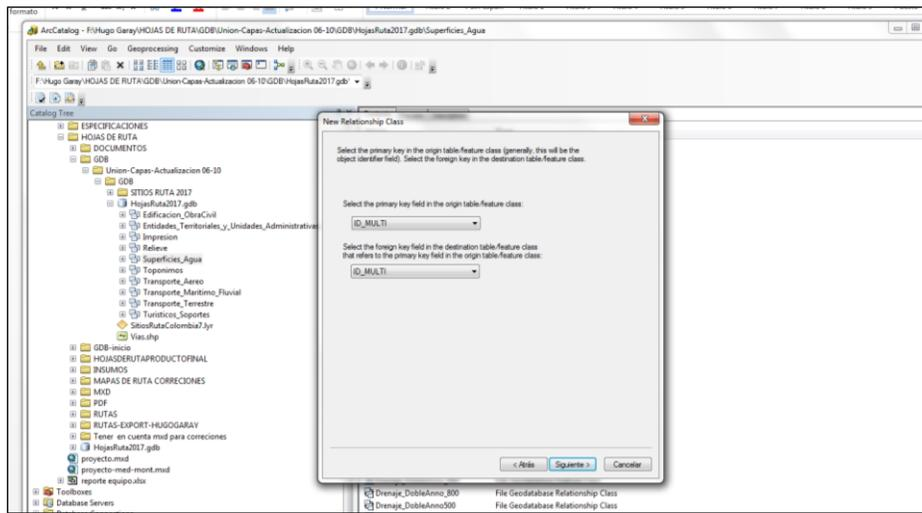 formato
ArcCatalog - F:\Hugo Garay\HOJAS DE RUTA\GDB\Union-Capas-Actualizacion 06-10\GDB\HojasRuta2017.gdb\Superficies_Agua
File Edit View Go Geoprocessing Customize Windows Help
F:\Hugo Garay\HOJAS DE RUTA\GDB\Union-Capas-Actualizacion 06-10\GDB\HojasRuta2017.gdb'
Catalog Tree
ESPECIFICACIONES
HOJAS DE RUTA
DOCUMENTOS
GDB
Union-Capas-Actualizacion 06-10
GDB
SITIOS RUTA 2017
HojasRuta2017.gdb
Edificacion_ObraCivil
Entidades_Territoriales_y_Unidades_Administrativas
Impresion
Relieve
Superficies_Agua
Toponimos
Transporte_Aereo
Transporte_Maritimo_Fluvial
Transporte_Terrestre
Turisticos_Soportes
SitiosRutaColombia7.lyr
Vias.shp
GDB-inicio
HOJASDERUTAPRODUCTOFINAL
INSUMOS
MAPAS DE RUTA CORRECIONES
MXD
PDF
RUTAS
RUTAS-EXPORT-HUGOGARAY
Tener en cuenta mxd para correciones
HojasRuta2017.gdb
proyecto.mxd
proyecto-med-mont.mxd
reporte equipo.xlsx
Toolboxes
Database Servers
New Relationship Class
Select the primary key in the origin table/feature class (generally, this will be the
object identifier field). Select the foreign key in the destination table/feature class.
Select the primary key field in the origin table/feature class:
ID_MULTI
Select the foreign key field in the destination table/feature class
that refers to the primary key field in the origin table/feature class:
ID_MULTI
< Atrás Siguiente > Cancelar
Drenaje_DobleAnno_800 File Geodatabase Relationship Class
Drenaje_DobleAnno500 File Geodatabase Relationship Class